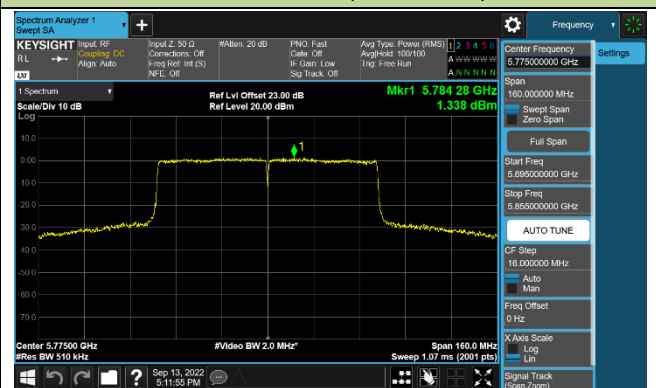 Spectrum Analyzer 1
Swept SA
Frequency
KEYSIGHT
RL
Input: RF
Coupling: DC
Align: Auto
Input Z: 50 Ω
Corrections: Off
Freq Ref: Int (S)
NFE: Off
#Atten: 20 dB
PNO: Fast
Gate: Off
IF Gain: Low
Sig Track: Off
Avg Type: Power (RMS)
Avg|Hold: 100/100
Trig: Free Run
1 2 3 4 5 6
A W W W W W
A N N N N N
1 Spectrum
Scale/Div 10 dB
Log
Ref Lvl Offset 23.00 dB
Ref Level 20.00 dBm
Mkr1 5.784 28 GHz
1.338 dBm
1
10.0
0.00
10.0
20.0
30.0
40.0
-50.0
60.0
70.0
Center 5.77500 GHz
#Res BW 510 kHz
#Video BW 2.0 MHz*
Span 160.0 MHz
Sweep 1.07 ms (2001 pts)
Sep 13, 2022
5:11:55 PM
Center Frequency
5.775000000 GHz
Settings
Span
160.000000 MHz
Swept Span
Zero Span
Full Span
Start Freq
5.695000000 GHz
Stop Freq
5.855000000 GHz
AUTO TUNE
CF Step
16.000000 MHz
Auto
Man
Freq Offset
0 Hz
X Axis Scale
Log
Lin
Signal Track
(Span Zoom)